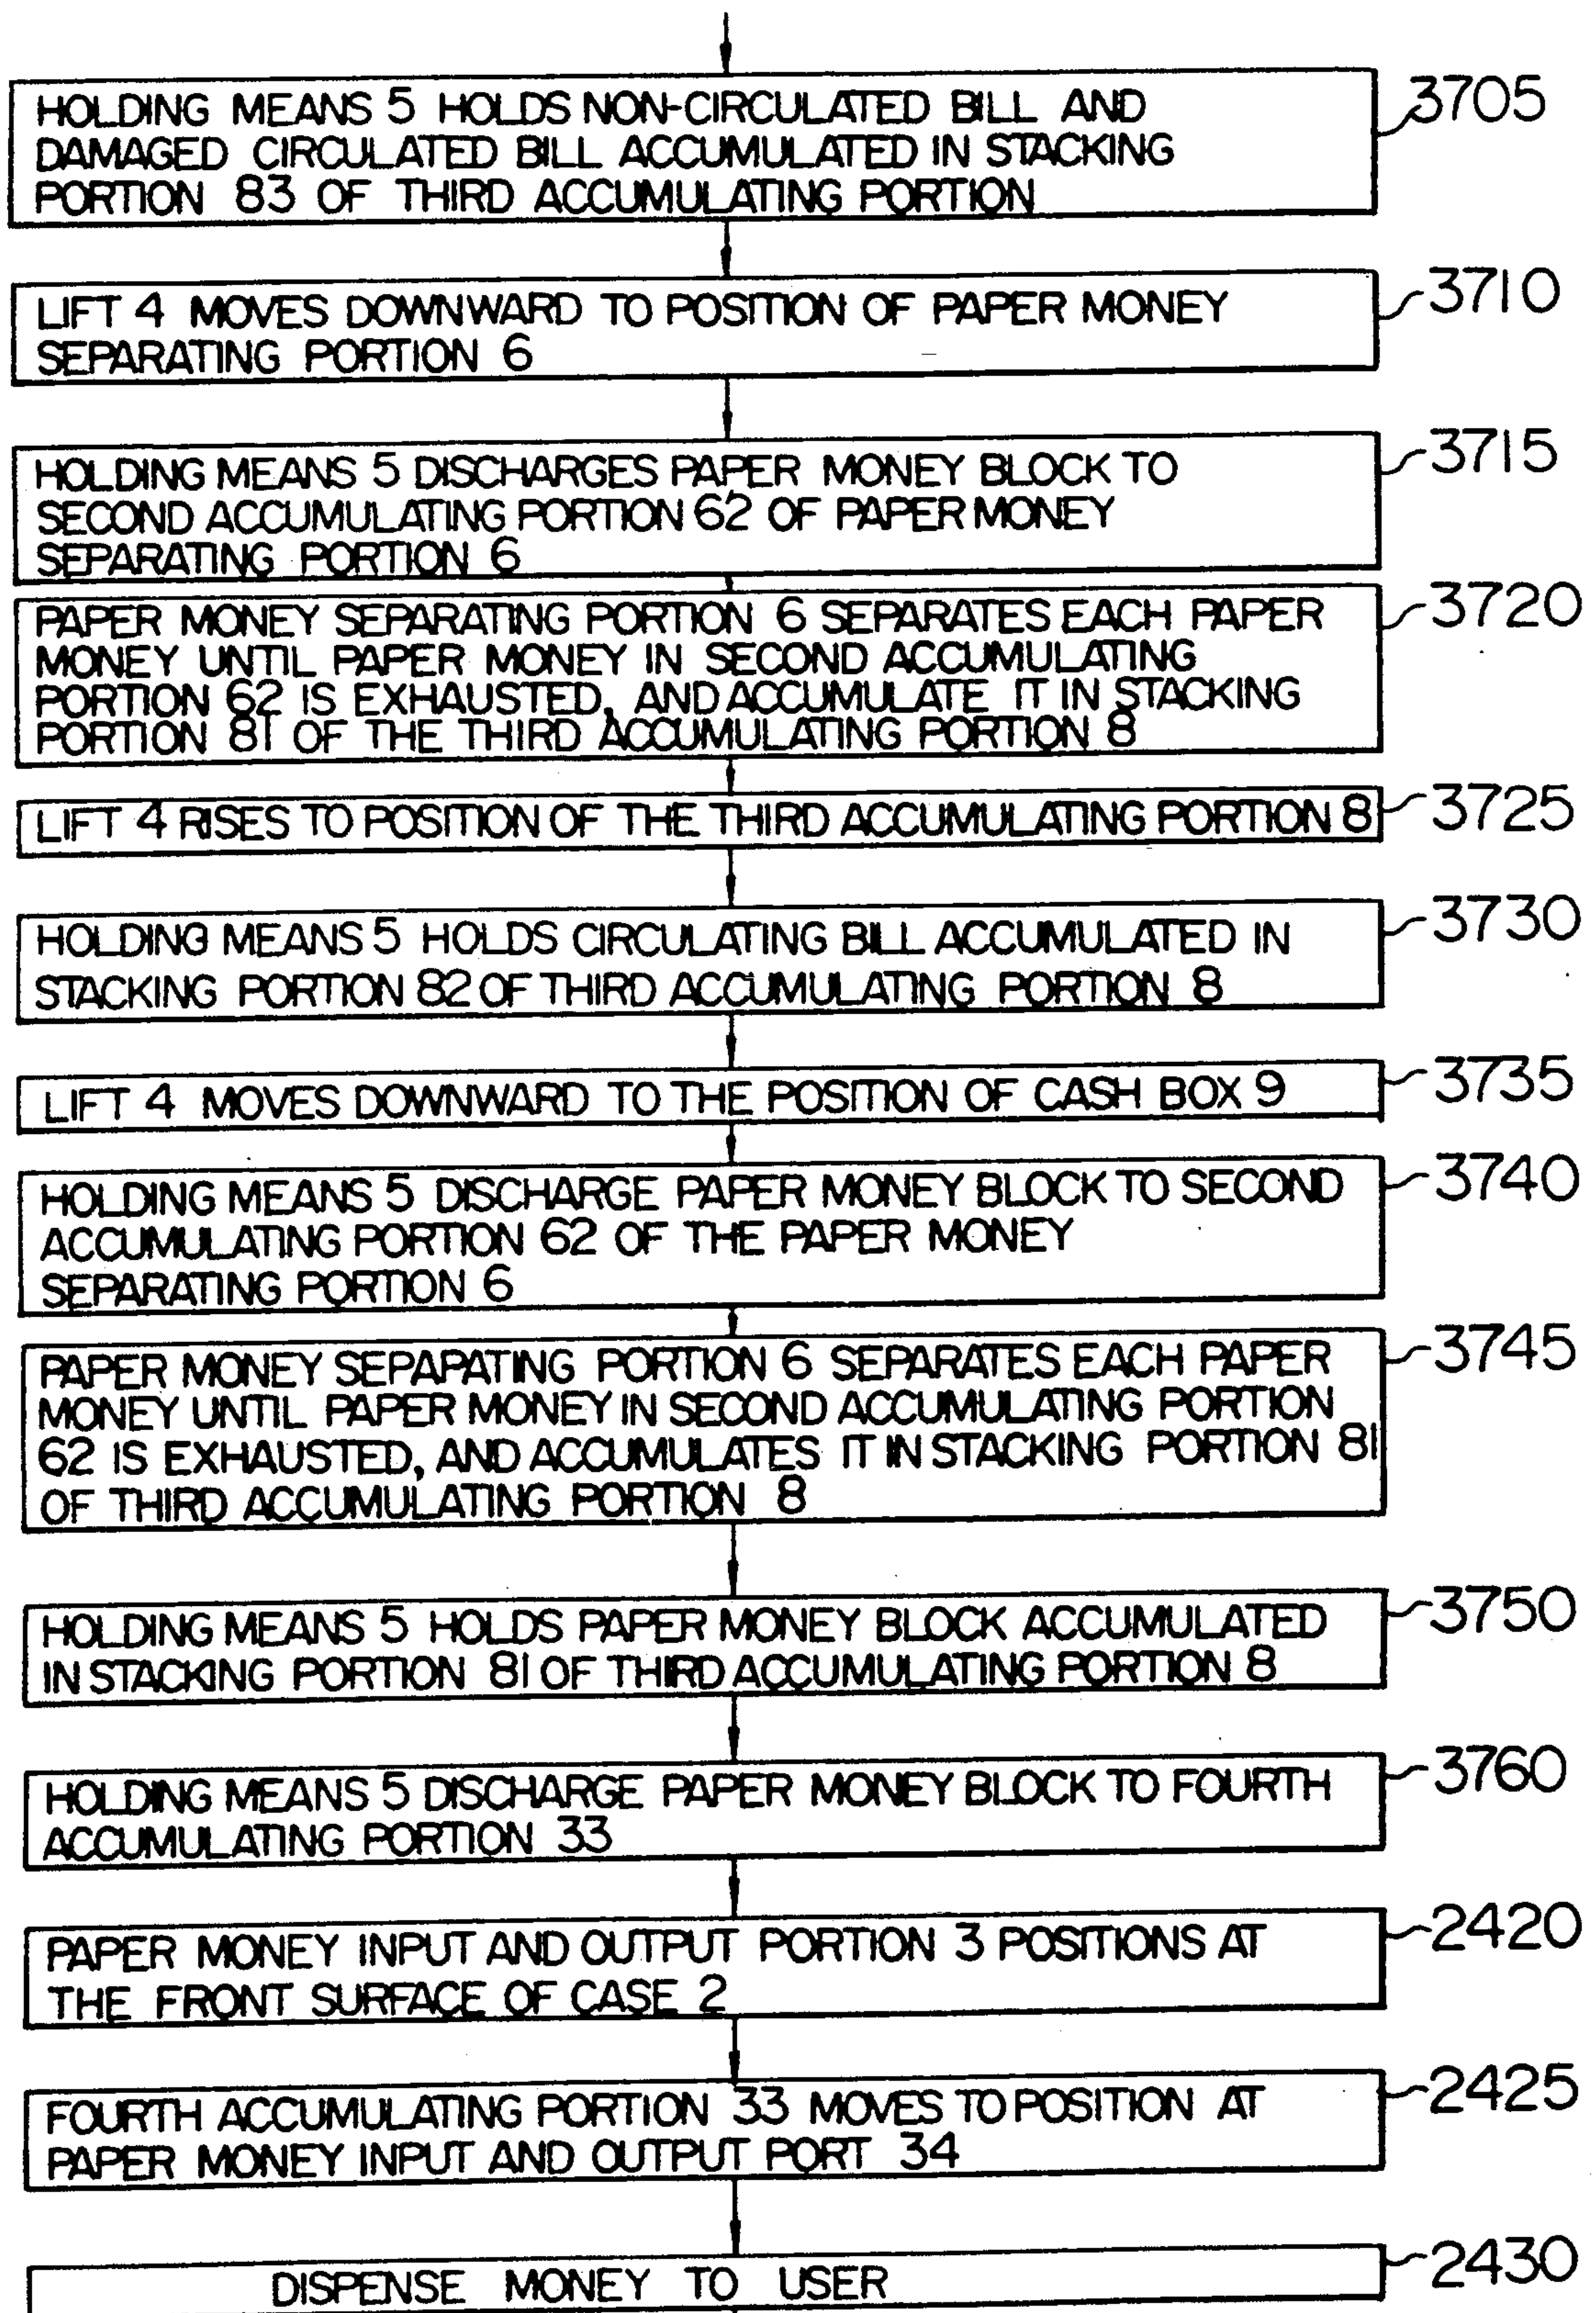 HOLDING MEANS 5 HOLDS NON-CIRCULATED BILL AND
DAMAGED CIRCULATED BILL ACCUMULATED IN STACKING
PORTION 83 OF THIRD ACCUMULATING PORTION
3705
LIFT 4 MOVES DOWNWARD TO POSITION OF PAPER MONEY
SEPARATING PORTION 6
3710
HOLDING MEANS 5 DISCHARGES PAPER MONEY BLOCK TO
SECOND ACCUMULATING PORTION 62 OF PAPER MONEY
SEPARATING PORTION 6
3715
PAPER MONEY SEPARATING PORTION 6 SEPARATES EACH PAPER
MONEY UNTIL PAPER MONEY IN SECOND ACCUMULATING
PORTION 62 IS EXHAUSTED, AND ACCUMULATE IT IN STACKING
PORTION 81 OF THE THIRD ACCUMULATING PORTION 8
3720
LIFT 4 RISES TO POSITION OF THE THIRD ACCUMULATING PORTION 8
3725
HOLDING MEANS 5 HOLDS CIRCULATING BILL ACCUMULATED IN
STACKING PORTION 82 OF THIRD ACCUMULATING PORTION 8
3730
LIFT 4 MOVES DOWNWARD TO THE POSITION OF CASH BOX 9
3735
HOLDING MEANS 5 DISCHARGE PAPER MONEY BLOCK TO SECOND
ACCUMULATING PORTION 62 OF THE PAPER MONEY
SEPARATING PORTION 6
3740
PAPER MONEY SEPAPATING PORTION 6 SEPARATES EACH PAPER
MONEY UNTIL PAPER MONEY IN SECOND ACCUMULATING PORTION
62 IS EXHAUSTED, AND ACCUMULATES IT IN STACKING PORTION 81
OF THIRD ACCUMULATING PORTION 8
3745
HOLDING MEANS 5 HOLDS PAPER MONEY BLOCK ACCUMULATED
IN STACKING PORTION 81 OF THIRD ACCUMULATING PORTION 8
3750
HOLDING MEANS 5 DISCHARGE PAPER MONEY BLOCK TO FOURTH
ACCUMULATING PORTION 33
3760
PAPER MONEY INPUT AND OUTPUT PORTION 3 POSITIONS AT
THE FRONT SURFACE OF CASE 2
2420
FOURTH ACCUMULATING PORTION 33 MOVES TO POSITION AT
PAPER MONEY INPUT AND OUTPUT PORT 34
2425
DISPENSE MONEY TO USER
2430